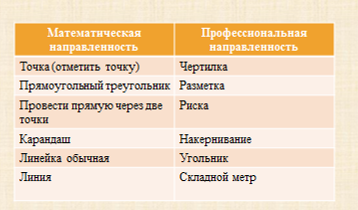 Математическая Профессиональная
направленность направленность
Точка (отметить точку) Чертилка
Прямоугольный треугольник Разметка
Провести прямую через две Риска
точки
Карандаш Накернивание
Линейка обычная Угольник
Линия Складной метр